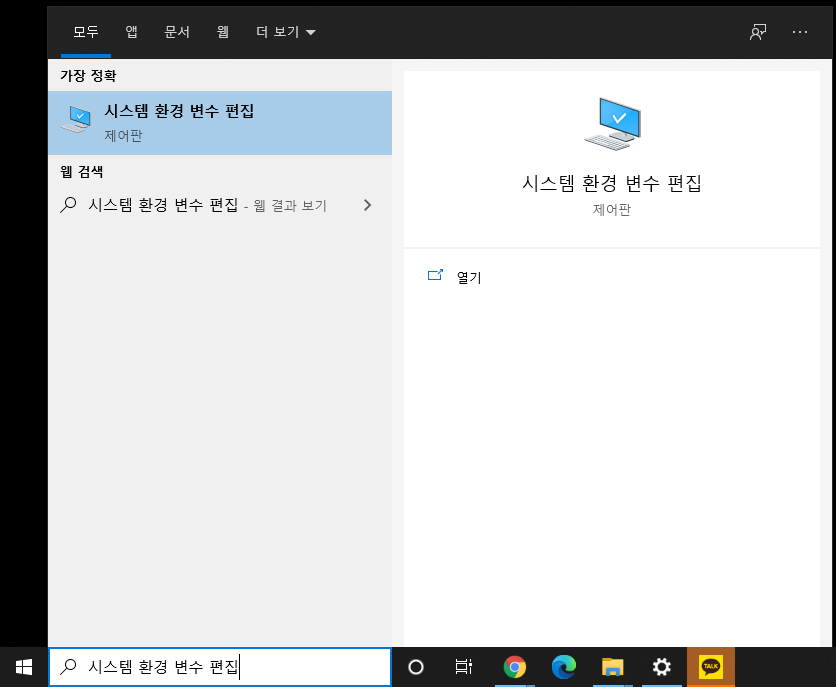 모두 앱 문서 웹 더 보기
가장 정확
시스템 환경 변수 편집
제어판
웹 검색
시스템 환경 변수 편집 - 웹 결과 보기
시스템 환경 변수 편집
제어판
열기
시스템 환경 변수 편집
TALK